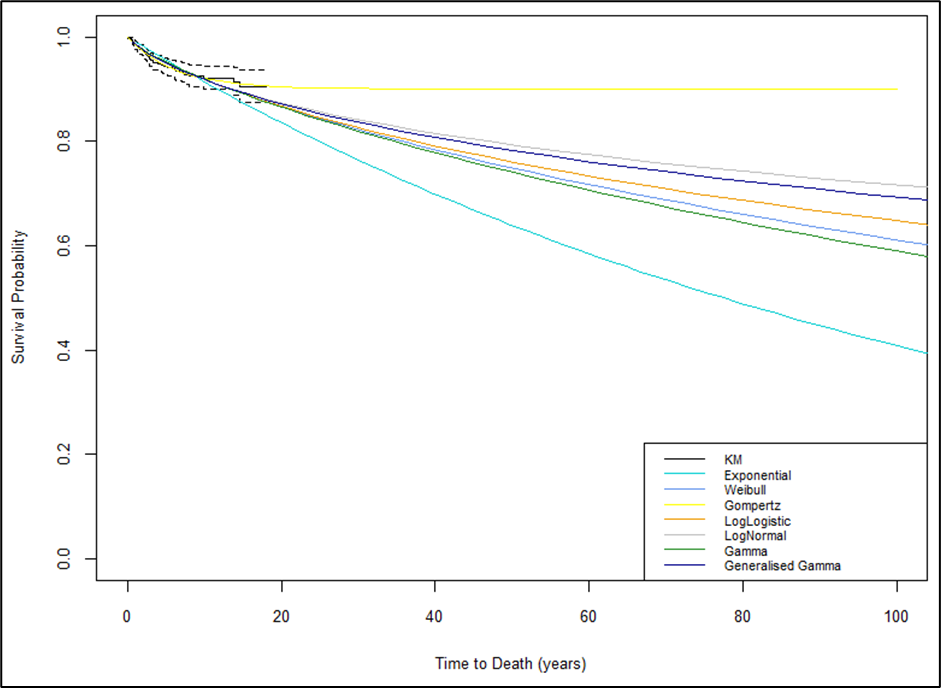 1.0
0.8
0.6
0.4
0.2
0.0
Survival Probability
0 20 40 60 80 100
Time to Death (years)
KM
Exponential
Weibull
Gompertz
LogLogistic
LogNormal
Gamma
Generalised Gamma